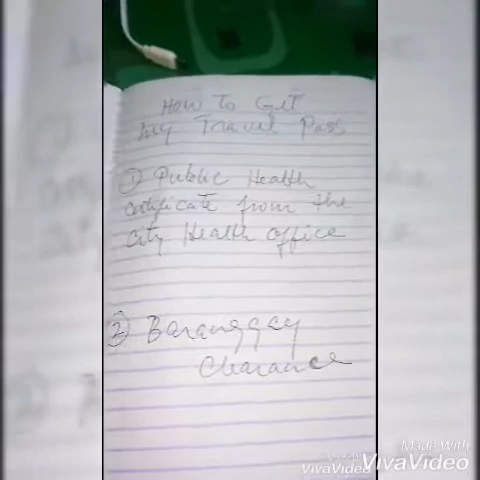 How To Get
my Travel Pass
① Public Health
certificate from the
City Health office
② Baranggay
Clearance
Made With
VivaVideo
VivaVideo